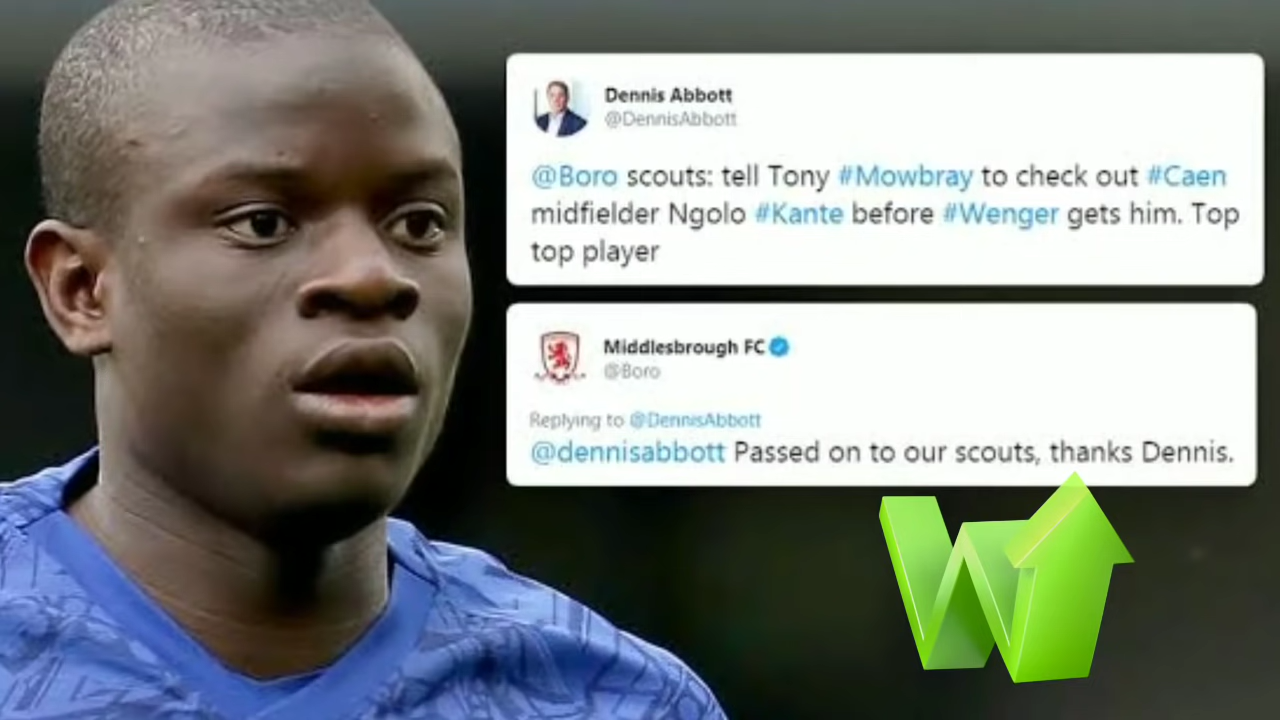 Dennis Abbott
@DennisAbbott
@Boro scouts: tell Tony #Mowbray to check out #Caen
midfielder Ngolo #Kante before #Wenger gets him. Top
top player
Middlesbrough FC
@Boro
Replying to @DennisAbbott
@dennisabbott Passed on to our scouts, thanks Dennis.
W